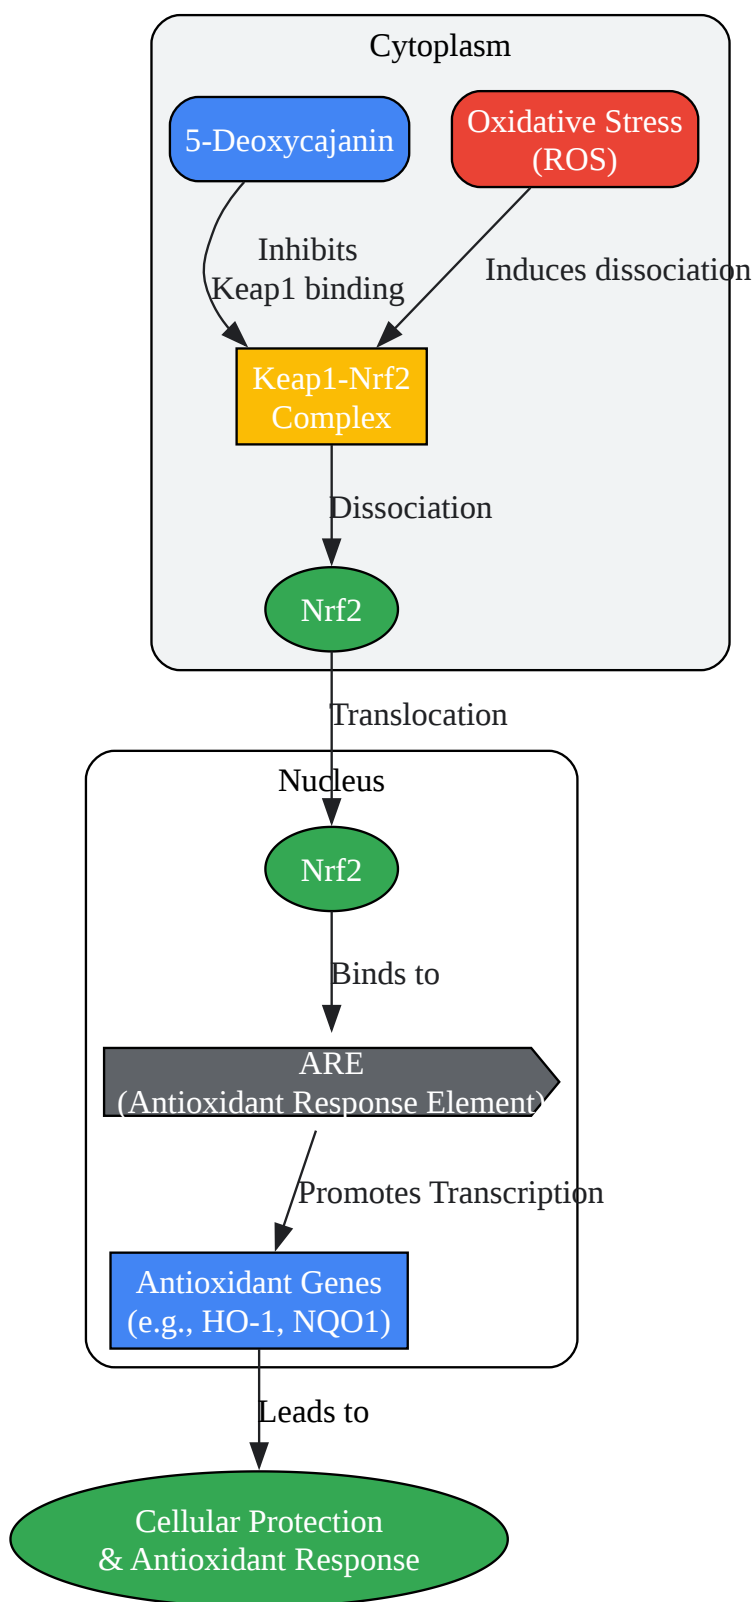 Cytoplasm
5-Deoxycajanin
Oxidative Stress
(ROS)
Inhibits
Keap1 binding
Induces dissociation
Keap1-Nrf2
Complex
Dissociation
Nrf2
Translocation
Nucleus
Nrf2
Binds to
ARE
(Antioxidant Response Element)
Promotes Transcription
Antioxidant Genes
(e.g., HO-1, NQO1)
Leads to
Cellular Protection
& Antioxidant Response